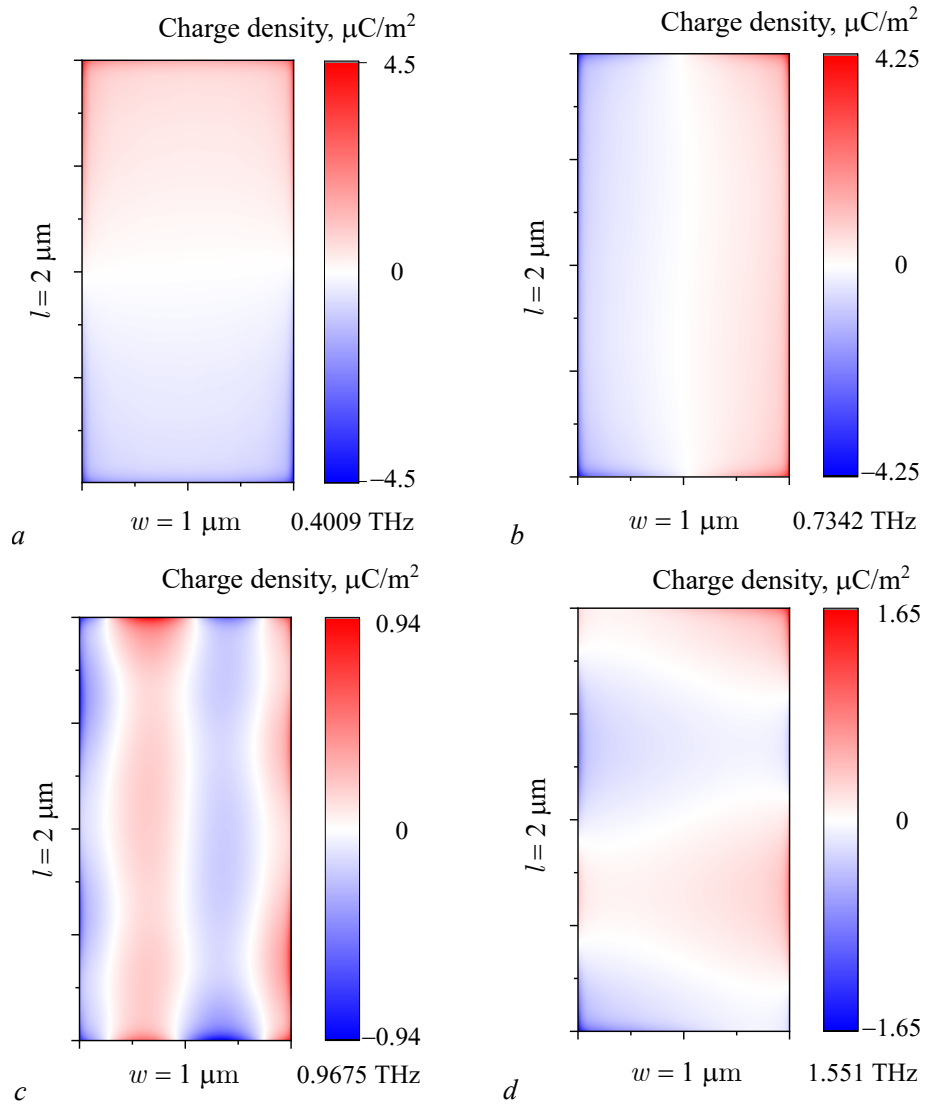 Charge density, μC/m²
4.5
0
–4.5
l = 2 μm
w = 1 μm
0.4009 THz
a
Charge density, μC/m²
4.25
0
–4.25
l = 2 μm
w = 1 μm
0.7342 THz
b
Charge density, μC/m²
0.94
0
–0.94
l = 2 μm
w = 1 μm
0.9675 THz
c
Charge density, μC/m²
1.65
0
–1.65
l = 2 μm
w = 1 μm
1.551 THz
d